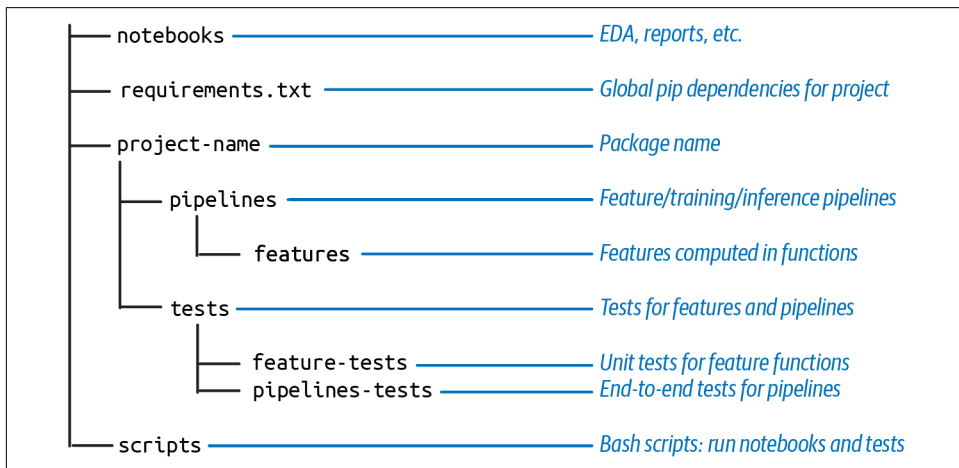 notebooks EDA, reports, etc.
requirements.txt Global pip dependencies for project
project-name Package name
pipelines Feature/training/inference pipelines
features Features computed in functions
tests Tests for features and pipelines
feature-tests Unit tests for feature functions
pipelines-tests End-to-end tests for pipelines
scripts Bash scripts: run notebooks and tests